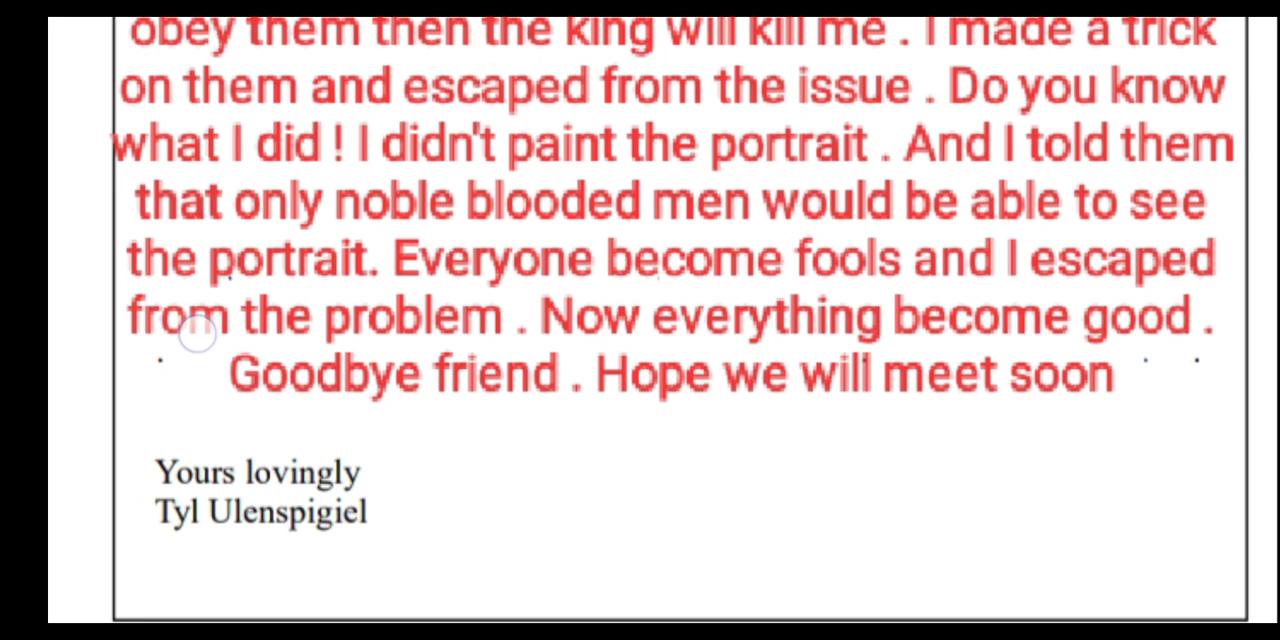 obey them then the king will kill me . I made a trick
on them and escaped from the issue . Do you know
what I did ! I didn't paint the portrait . And I told them
that only noble blooded men would be able to see
the portrait. Everyone become fools and I escaped
from the problem . Now everything become good .
Goodbye friend . Hope we will meet soon
Yours lovingly
Tyl Ulenspigiel